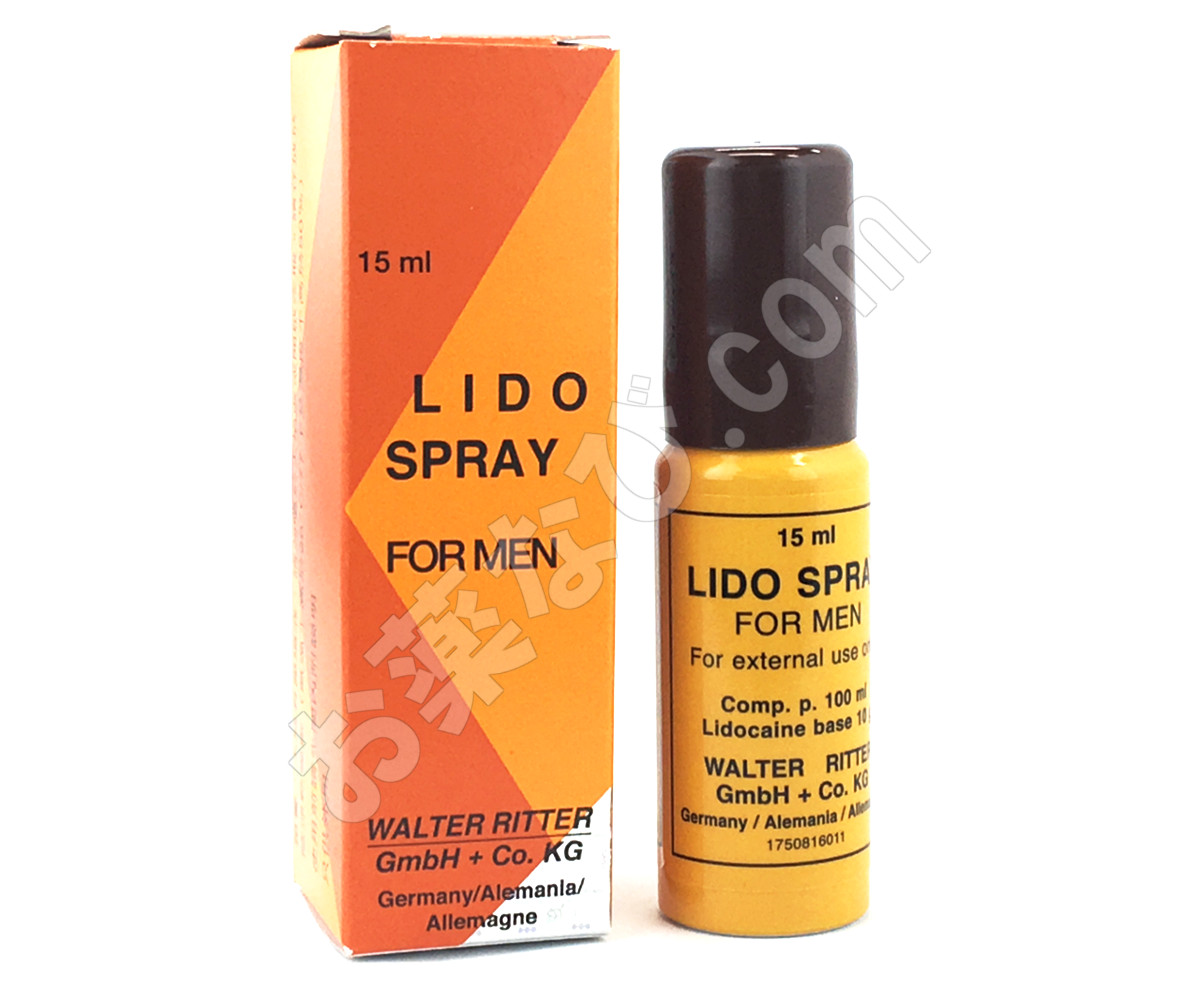 15 ml
LIDO
SPRAY
FOR MEN
WALTER RITTER
GmbH + Co. KG
Germany/Alemania/
Allemagne
15 ml
LIDO SPRA
FOR MEN
For external use
Comp. p. 100 ml
Lidocaine base 10
WALTER RITTER
GmbH + Co. KG
Germany / Alemania /
1750816011
お薬なび.com